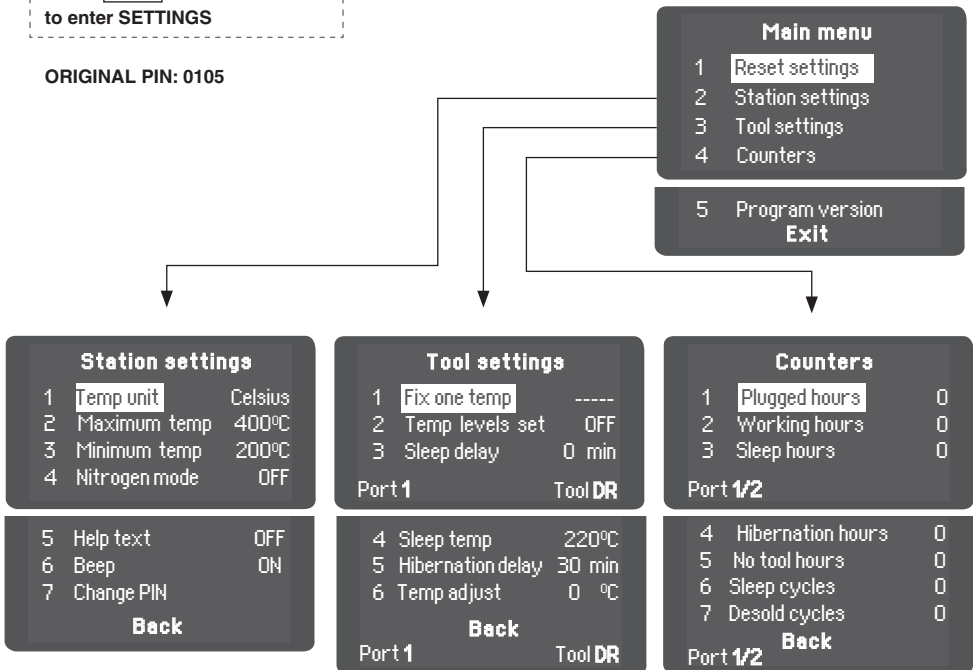 to enter SETTINGS
ORIGINAL PIN: 0105
Main menu
1 Reset settings
2 Station settings
3 Tool settings
4 Counters
5 Program version
Exit
Station settings
1 Temp unit Celsius
2 Maximum temp 400ºC
3 Minimum temp 200ºC
4 Nitrogen mode OFF
5 Help text OFF
6 Beep ON
7 Change PIN
Back
Tool settings
1 Fix one temp -----
2 Temp levels set OFF
3 Sleep delay 0 min
Port 1 Tool DR
4 Sleep temp 220ºC
5 Hibernation delay 30 min
6 Temp adjust 0 ºC
Back
Port 1 Tool DR
Counters
1 Plugged hours 0
2 Working hours 0
3 Sleep hours 0
Port 1/2
4 Hibernation hours 0
5 No tool hours 0
6 Sleep cycles 0
7 Desold cycles 0
Back
Port 1/2